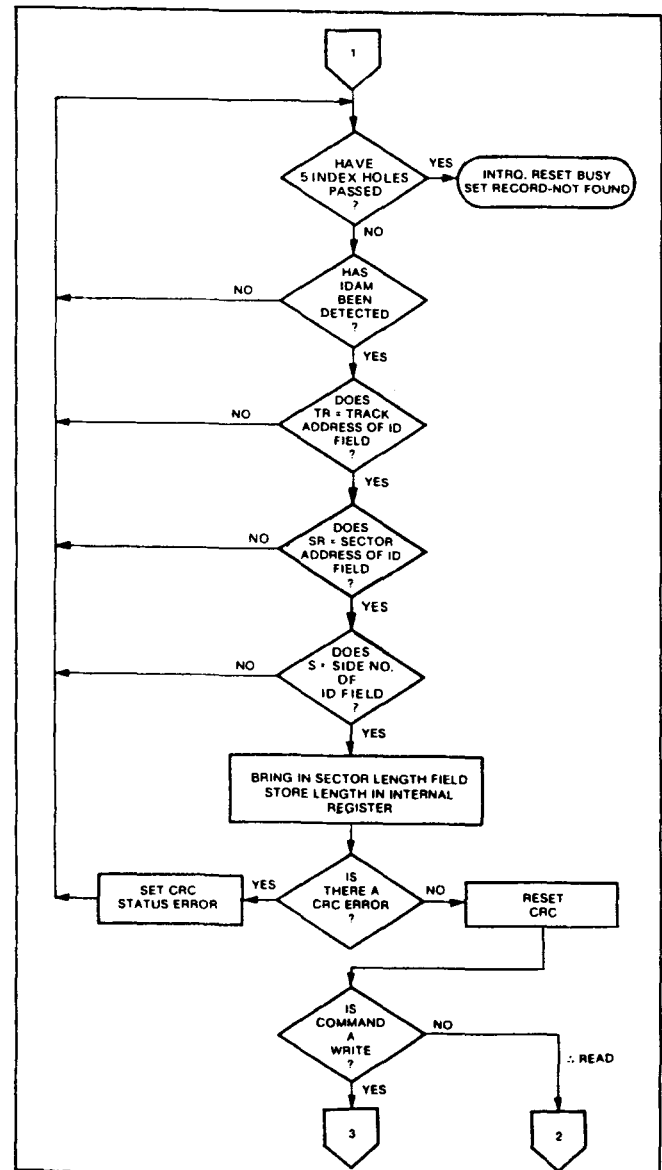 1
HAVE
5 INDEX HOLES
PASSED
?
YES
INTRQ. RESET BUSY
SET RECORD-NOT FOUND
NO
HAS
IDAM
BEEN
DETECTED
?
NO
YES
DOES
TR = TRACK
ADDRESS OF ID
FIELD
?
NO
YES
DOES
SR = SECTOR
ADDRESS OF ID
FIELD
?
NO
YES
DOES
S = SIDE NO.
OF
ID FIELD
?
NO
YES
BRING IN SECTOR LENGTH FIELD
STORE LENGTH IN INTERNAL
REGISTER
IS
THERE A
CRC ERROR
?
YES
SET CRC
STATUS ERROR
NO
RESET
CRC
IS
COMMAND
A
WRITE
?
NO
∴ READ
YES
3
2